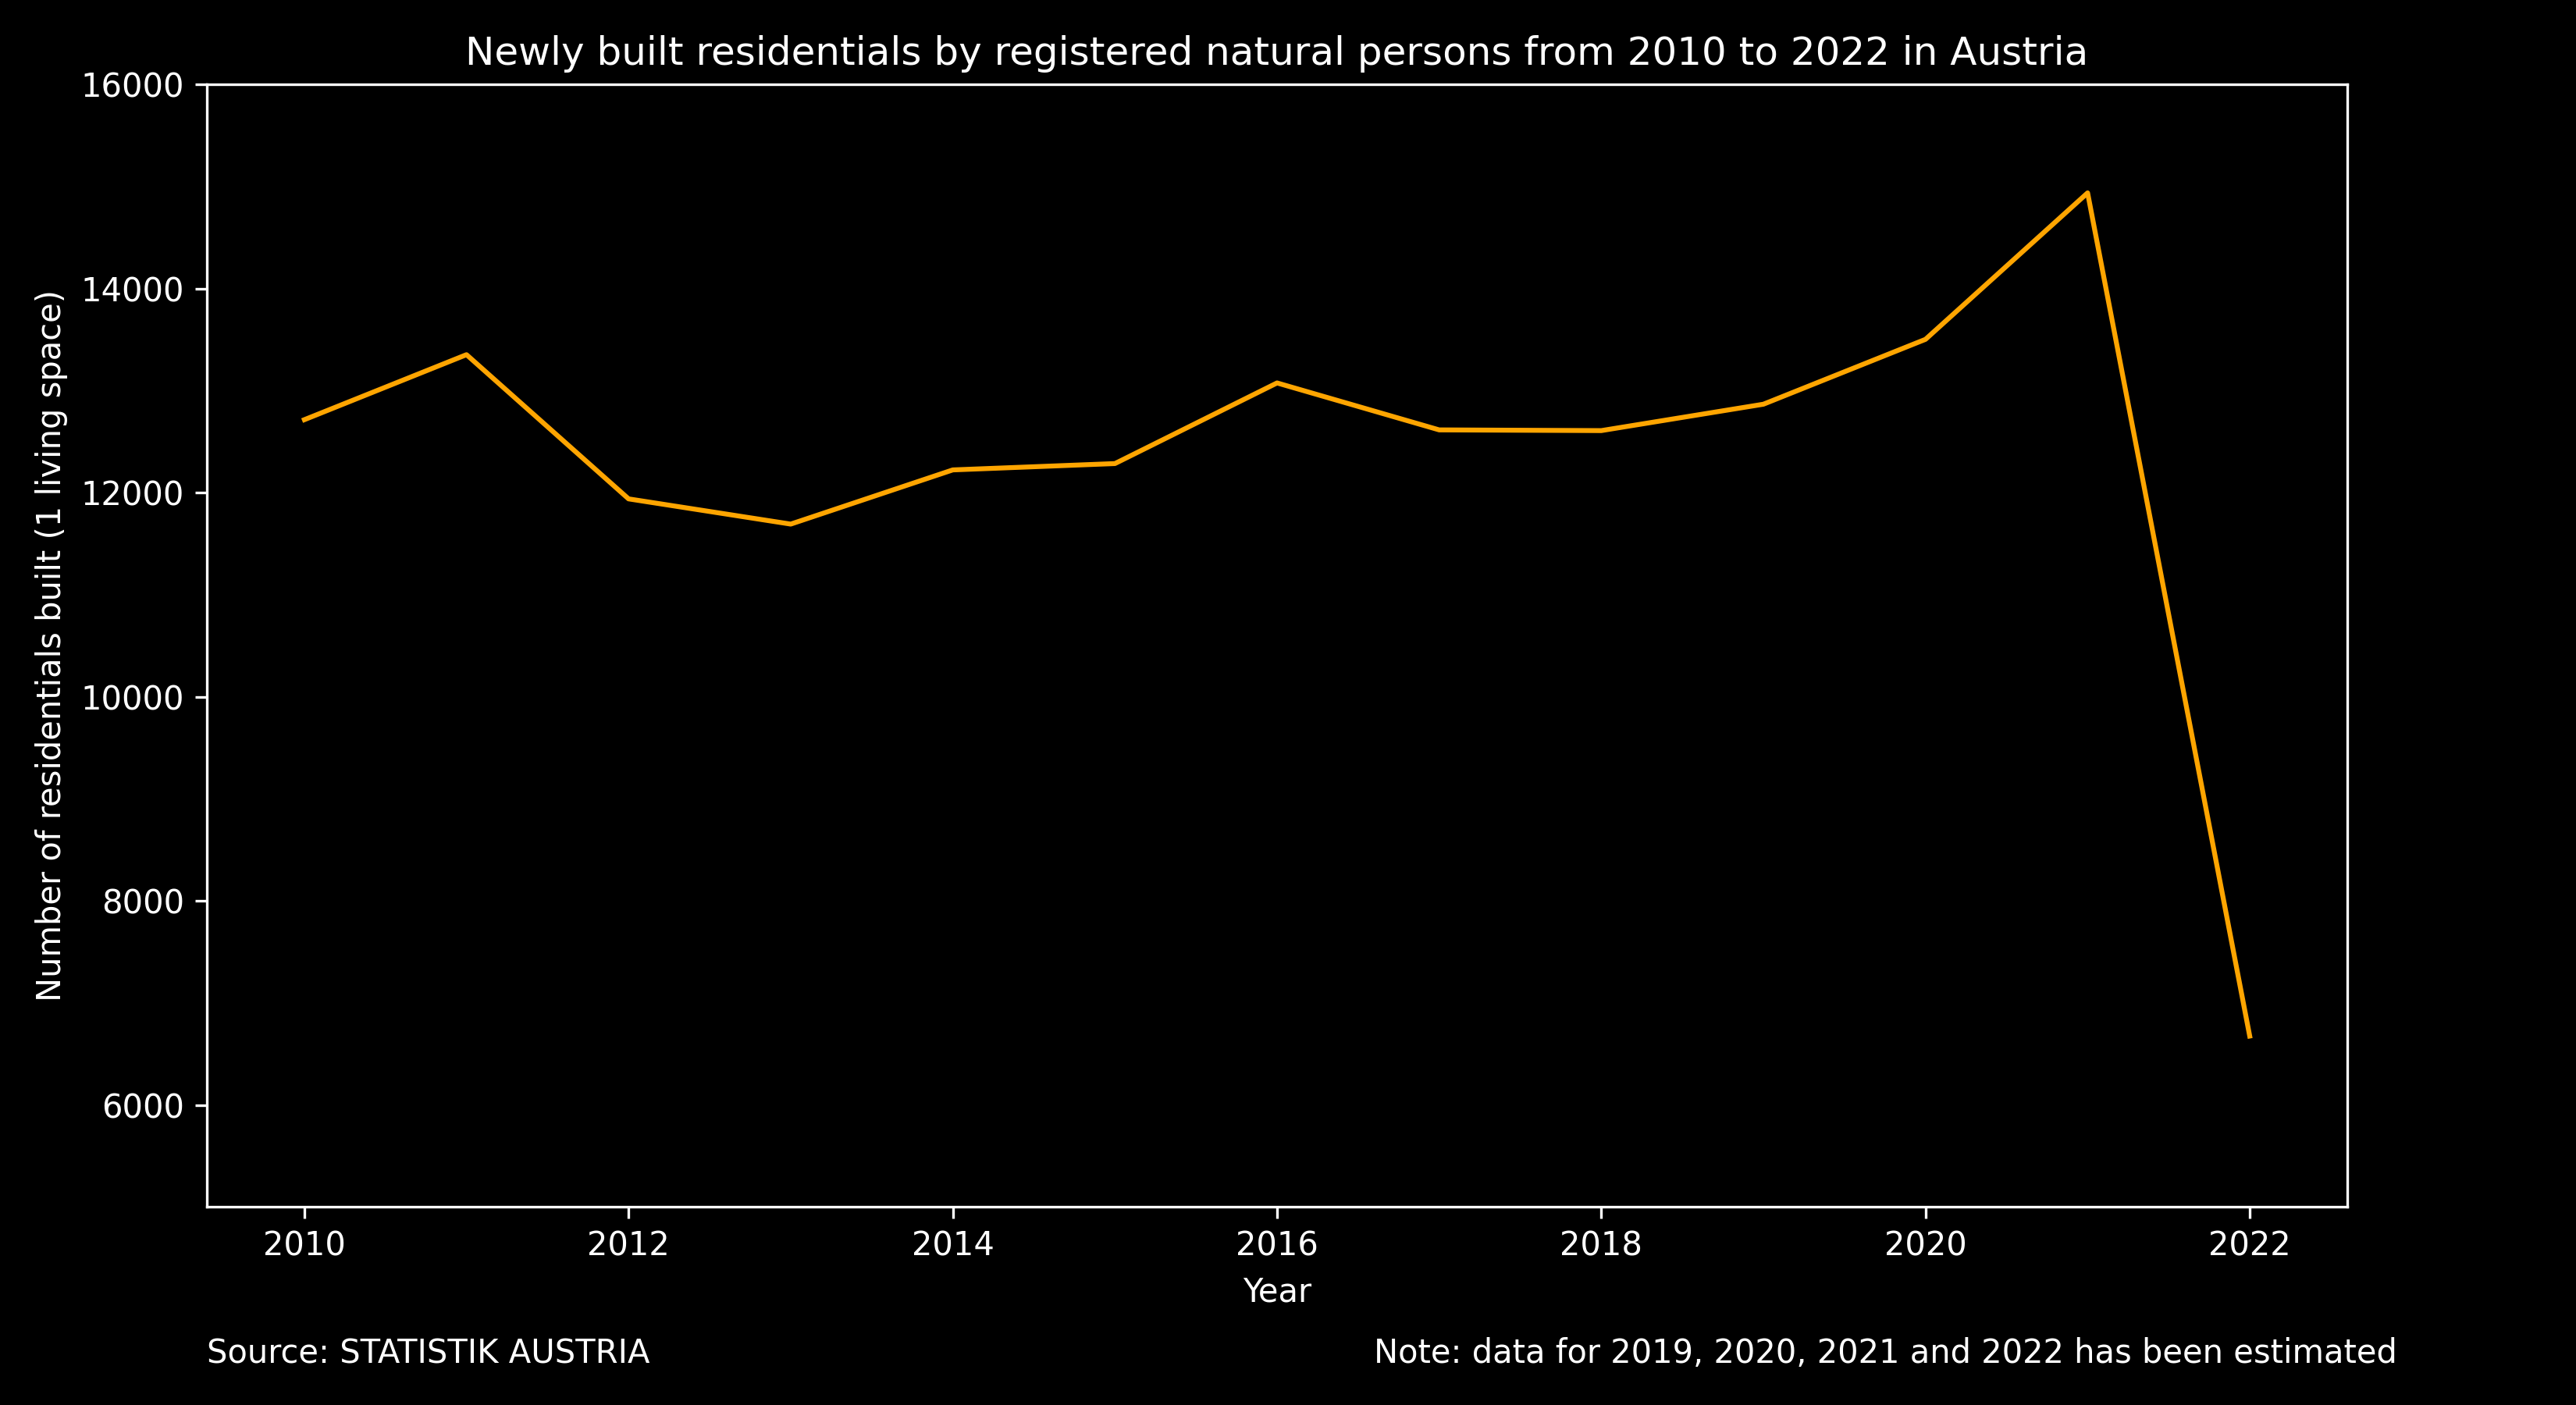 Newly built residentials by registered natural persons from 2010 to 2022 in Austria
Number of residentials built (1 living space)
16000
14000
12000
10000
8000
6000
2010 2012 2014 2016 2018 2020 2022
Year
Source: STATISTIK AUSTRIA
Note: data for 2019, 2020, 2021 and 2022 has been estimated